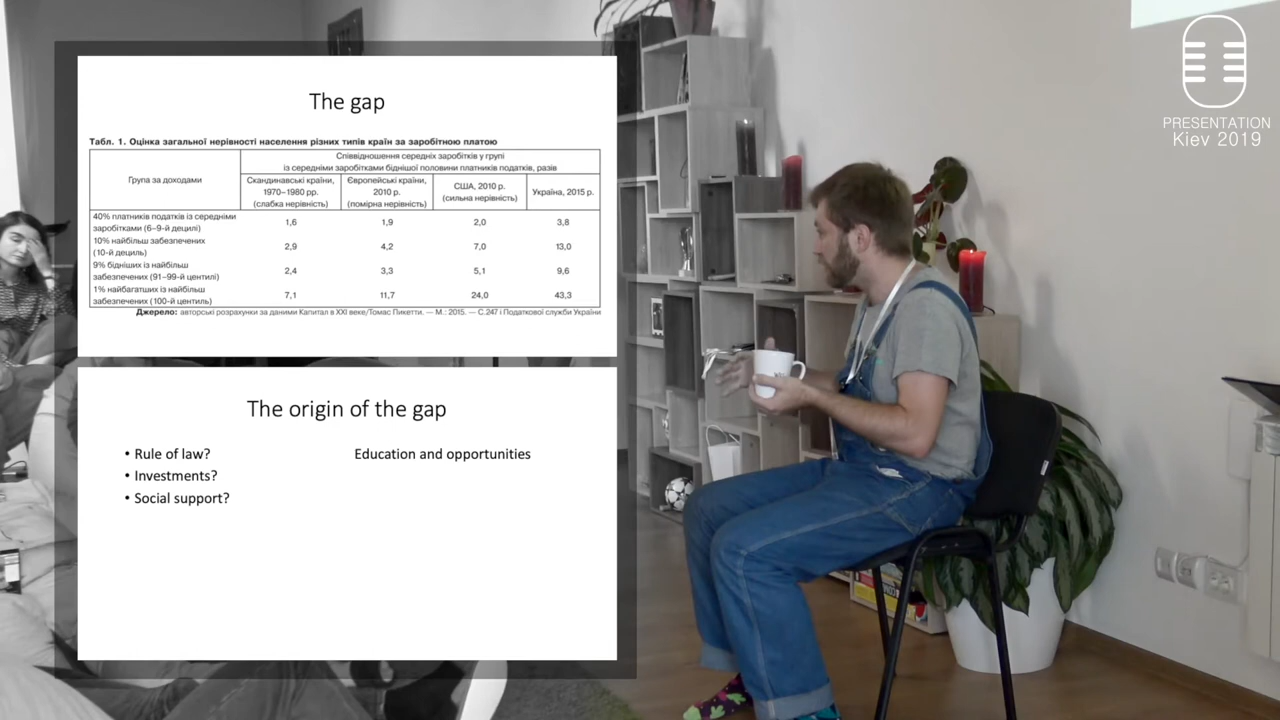 The gap
Табл. 1. Оцінка загальної нерівності населення різних типів країн за заробітною платою
Група за доходами
Співвідношення середніх заробітків у групі
із середніми заробітками біднішої половини платників податків, разів
Скандинавські країни,
1970–1980 рр.
(слабка нерівність)
Європейські країни,
2010 р.
(помірна нерівність)
США, 2010 р.
(сильна нерівність)
Україна, 2015 р.
40% платників податків із середніми
заробітками (6–9-й децилі)
1,6
1,9
2,0
3,8
10% найбільш забезпечених
(10-й дециль)
2,9
4,2
7,0
13,0
9% бідніших із найбільш
забезпечених (91–99-й центилі)
2,4
3,3
5,1
9,6
1% найбагатших із найбільш
забезпечених (100-й центиль)
7,1
11,7
24,0
43,3
Джерело: авторські розрахунки за даними Капитал в XXI веке/Томас Пикетти. — М.: 2015. — С.247 і Податкової служби України
The origin of the gap
• Rule of law?
• Investments?
• Social support?
Education and opportunities
PRESENTATION
Kiev 2019